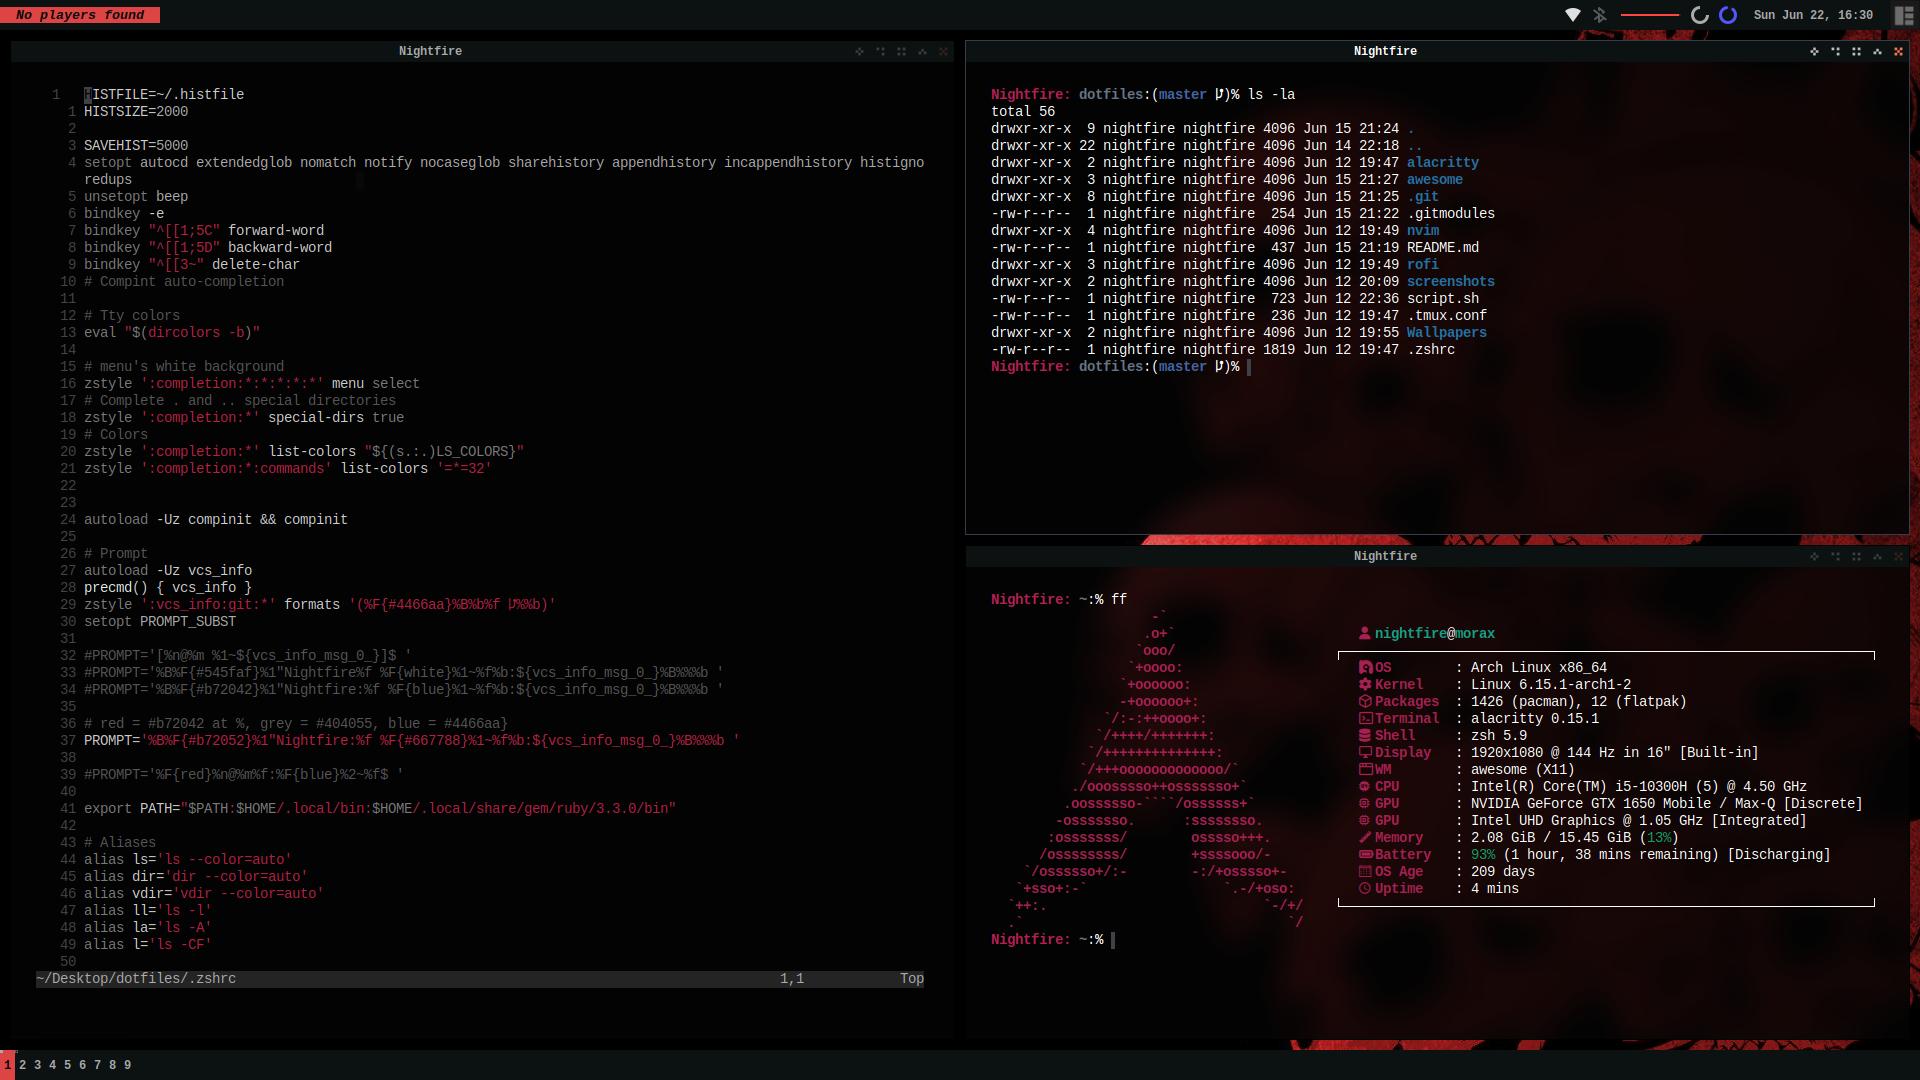 No players found
Sun Jun 22, 16:30
Nightfire
1 HISTFILE=~/.histfile
1 HISTSIZE=2000
2
3 SAVEHIST=5000
4 setopt autocd extendedglob nomatch notify nocaseglob sharehistory appendhistory incappendhistory histigno
redups
5 unsetopt beep
6 bindkey -e
7 bindkey "^[[1;5C" forward-word
8 bindkey "^[[1;5D" backward-word
9 bindkey "^[[3~" delete-char
10 # Compint auto-completion
11
12 # Tty colors
13 eval "$(dircolors -b)"
14
15 # menu's white background
16 zstyle ':completion:*:*:*:*:*' menu select
17 # Complete . and .. special directories
18 zstyle ':completion:*' special-dirs true
19 # Colors
20 zstyle ':completion:*' list-colors "${(s.:.)LS_COLORS}"
21 zstyle ':completion:*:commands' list-colors '=*=32'
22
23
24 autoload -Uz compinit && compinit
25
26 # Prompt
27 autoload -Uz vcs_info
28 precmd() { vcs_info }
29 zstyle ':vcs_info:git:*' formats '(%F{#4466aa}%B%b%f %%b)'
30 setopt PROMPT_SUBST
31
32 #PROMPT='[%n@%m %1~${vcs_info_msg_0_}]$ '
33 #PROMPT='%B%F{#545faf}%1"Nightfire%f %F{white}%1~%f%b:${vcs_info_msg_0_}%B%%%b '
34 #PROMPT='%B%F{#b72042}%1"Nightfire:%f %F{blue}%1~%f%b:${vcs_info_msg_0_}%B%%%b '
35
36 # red = #b72042 at %, grey = #404055, blue = #4466aa}
37 PROMPT='%B%F{#b72052}%1"Nightfire:%f %F{#667788}%1~%f%b:${vcs_info_msg_0_}%B%%%b '
38
39 #PROMPT='%F{red}%n@%m%f:%F{blue}%2~%f$ '
40
41 export PATH="$PATH:$HOME/.local/bin:$HOME/.local/share/gem/ruby/3.3.0/bin"
42
43 # Aliases
44 alias ls='ls --color=auto'
45 alias dir='dir --color=auto'
46 alias vdir='vdir --color=auto'
47 alias ll='ls -l'
48 alias la='ls -A'
49 alias l='ls -CF'
50
~/Desktop/dotfiles/.zshrc 1,1 Top
Nightfire
Nightfire: dotfiles:(master )% ls -la
total 56
drwxr-xr-x  9 nightfire nightfire 4096 Jun 15 21:24 .
drwxr-xr-x 22 nightfire nightfire 4096 Jun 14 22:18 ..
drwxr-xr-x  2 nightfire nightfire 4096 Jun 12 19:47 alacritty
drwxr-xr-x  3 nightfire nightfire 4096 Jun 15 21:27 awesome
drwxr-xr-x  8 nightfire nightfire 4096 Jun 15 21:25 .git
-rw-r--r--  1 nightfire nightfire  254 Jun 15 21:22 .gitmodules
drwxr-xr-x  4 nightfire nightfire 4096 Jun 12 19:49 nvim
-rw-r--r--  1 nightfire nightfire  437 Jun 15 21:19 README.md
drwxr-xr-x  3 nightfire nightfire 4096 Jun 12 19:49 rofi
drwxr-xr-x  2 nightfire nightfire 4096 Jun 12 20:09 screenshots
-rw-r--r--  1 nightfire nightfire  723 Jun 12 22:36 script.sh
-rw-r--r--  1 nightfire nightfire  236 Jun 12 19:47 .tmux.conf
drwxr-xr-x  2 nightfire nightfire 4096 Jun 12 19:55 Wallpapers
-rw-r--r--  1 nightfire nightfire 1819 Jun 12 19:47 .zshrc
Nightfire: dotfiles:(master )%
Nightfire
Nightfire: ~:% ff
-`
.o+`
`ooo/
`+oooo:
`+oooooo:
-+oooooo+:
`/:-:++oooo+:
`/++++/+++++++:
`/++++++++++++++:
`/+++ooooooooooooo/`
./ooosssso++osssssso+`
.oossssso-````/ossssss+`
-osssssso. :ssssssso.
:osssssss/ osssso+++.
/ossssssss/ +ssssooo/-
`/ossssso+/:- -:/+osssso+-
`+sso+:-` `.-/+oso:
`++:. `-/+/
.` `/
nightfire@morax
OS : Arch Linux x86_64
Kernel : Linux 6.15.1-arch1-2
Packages : 1426 (pacman), 12 (flatpak)
Terminal : alacritty 0.15.1
Shell : zsh 5.9
Display : 1920x1080 @ 144 Hz in 16" [Built-in]
WM : awesome (X11)
CPU : Intel(R) Core(TM) i5-10300H (5) @ 4.50 GHz
GPU : NVIDIA GeForce GTX 1650 Mobile / Max-Q [Discrete]
GPU : Intel UHD Graphics @ 1.05 GHz [Integrated]
Memory : 2.08 GiB / 15.45 GiB (13%)
Battery : 93% (1 hour, 38 mins remaining) [Discharging]
OS Age : 209 days
Uptime : 4 mins
Nightfire: ~:%
1 2 3 4 5 6 7 8 9